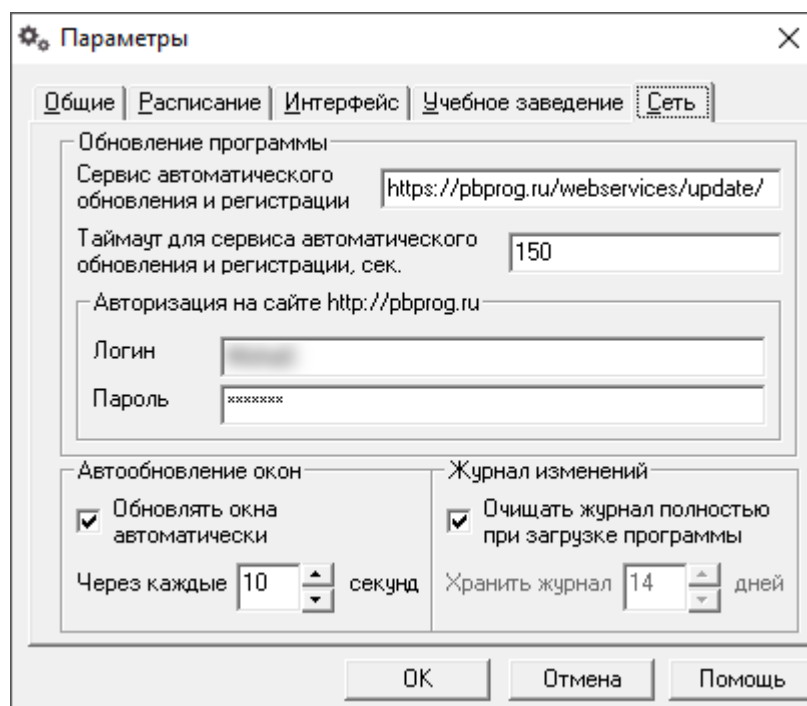 Параметры
Общие Расписание Интерфейс Учебное заведение Сеть
Обновление программы
Сервис автоматического
обновления и регистрации
https://pbprog.ru/webservices/update/
Таймаут для сервиса автоматического
обновления и регистрации, сек.
150
Авторизация на сайте http://pbprog.ru
Логин
Пароль
×××××××
Автообновление окон
Обновлять окна
автоматически
Через каждые 10 секунд
Журнал изменений
Очищать журнал полностью
при загрузке программы
Хранить журнал 14 дней
OK Отмена Помощь